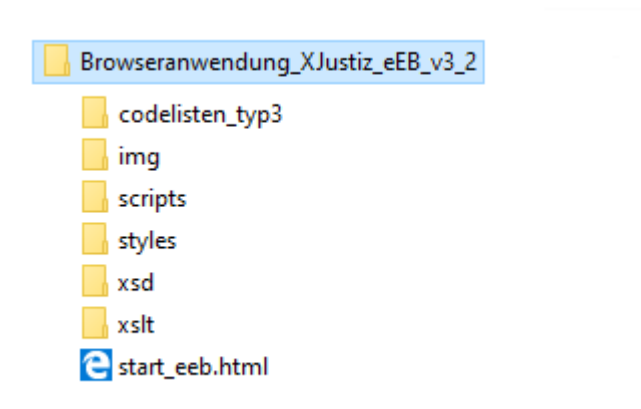 Browseranwendung_XJustiz_eEB_v3_2
codelisten_typ3
img
scripts
styles
xsd
xslt
start_eeb.html